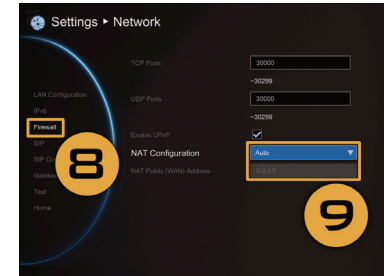 Settings ▸ Network
TCP Ports
30000
~30299
LAN Configuration
UDP Ports
30000
IPv6
~30299
Firewall
Enable UPnP
SIP
NAT Configuration
Auto
NAT Public (WAN) Address
0.0.0.0
Test
Home
8
9